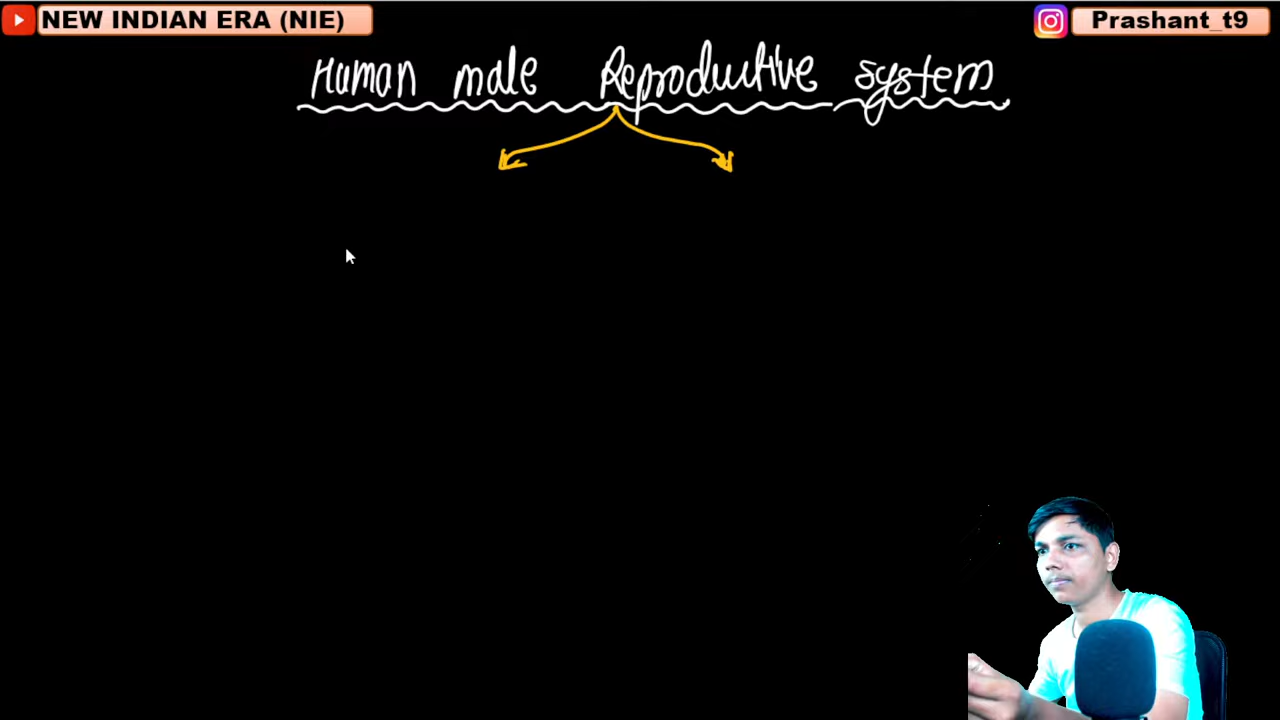 NEW INDIAN ERA (NIE)
Prashant_t9
Human male Reproductive system